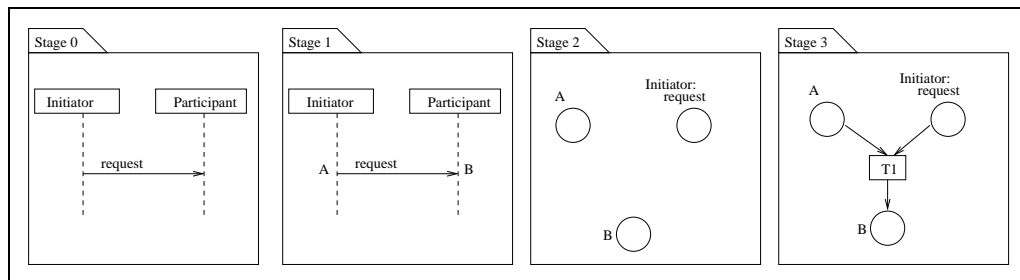 Stage 0
Initiator
Participant
request
Stage 1
Initiator
Participant
A
request
B
Stage 2
A
Initiator:
request
B
Stage 3
A
Initiator:
request
T1
B